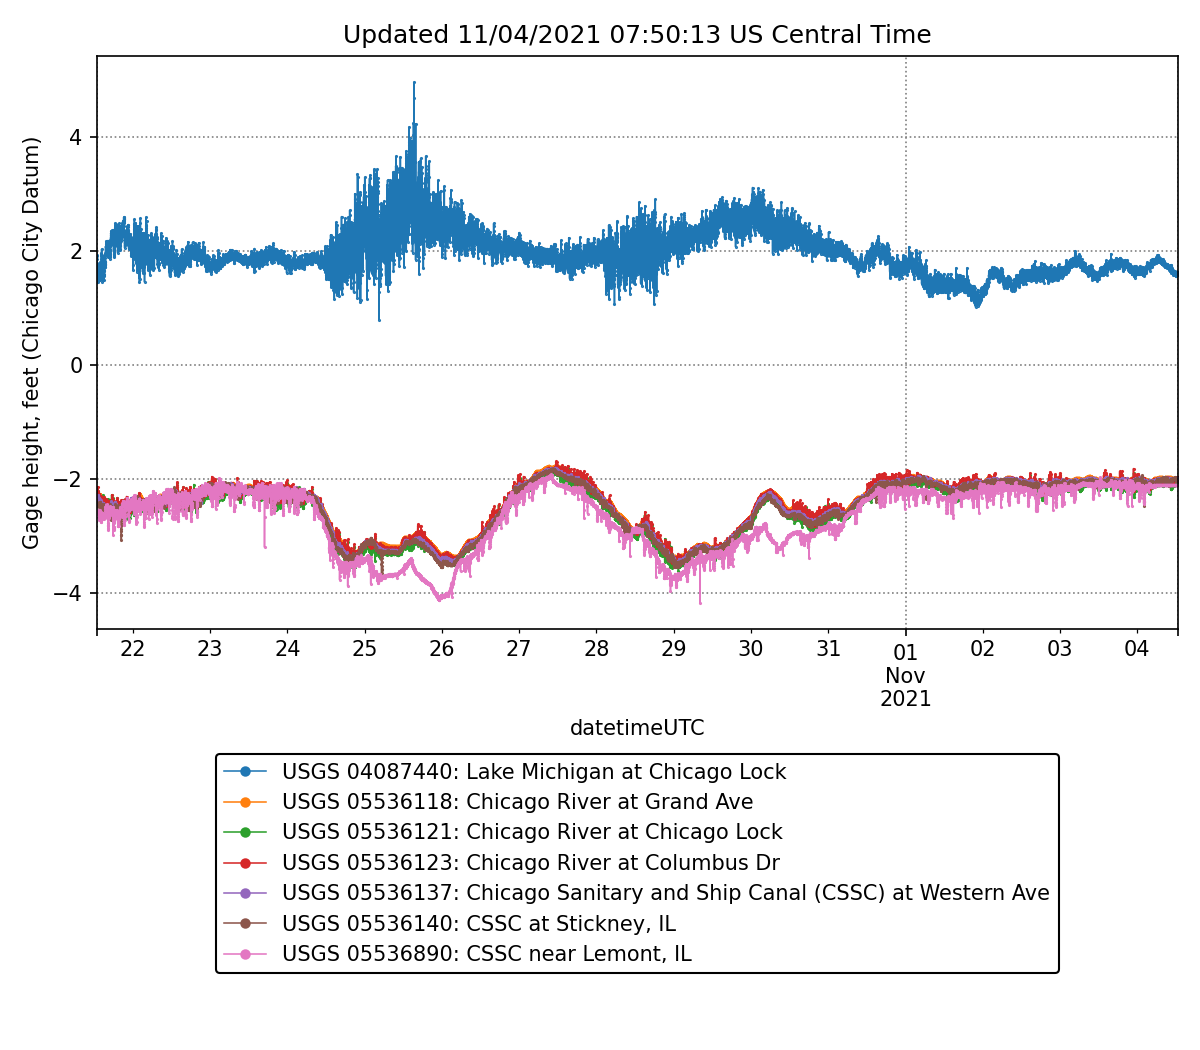 Updated 11/04/2021 07:50:13 US Central Time
Gage height, feet (Chicago City Datum)
4
2
0
−2
−4
22 23 24 25 26 27 28 29 30 31 01 02 03 04
Nov
2021
datetimeUTC
USGS 04087440: Lake Michigan at Chicago Lock
USGS 05536118: Chicago River at Grand Ave
USGS 05536121: Chicago River at Chicago Lock
USGS 05536123: Chicago River at Columbus Dr
USGS 05536137: Chicago Sanitary and Ship Canal (CSSC) at Western Ave
USGS 05536140: CSSC at Stickney, IL
USGS 05536890: CSSC near Lemont, IL